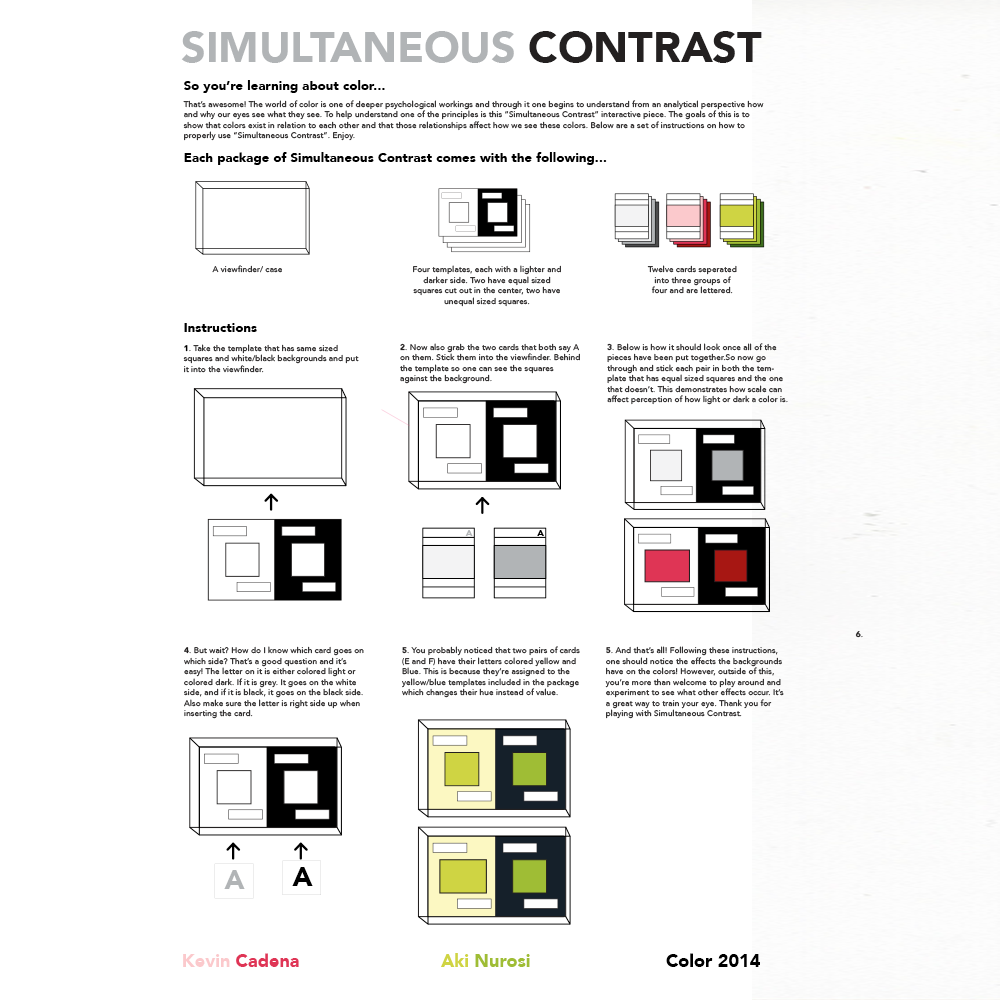 SIMULTANEOUS CONTRAST
So you're learning about color...
That's awesome! The world of color is one of deeper psychological workings and through it one begins to understand from an analytical perspective how
and why our eyes see what they see. To help understand one of the principles is this "Simultaneous Contrast" interactive piece. The goals of this is to
show that colors exist in relation to each other and that those relationships affect how we see these colors. Below are a set of instructions on how to
properly use "Simultaneous Contrast". Enjoy.
Each package of Simultaneous Contrast comes with the following...
A viewfinder/ case
Four templates, each with a lighter and
darker side. Two have equal sized
squares cut out in the center, two have
unequal sized squares.
Twelve cards seperated
into three groups of
four and are lettered.
Instructions
1. Take the template that has same sized
squares and white/black backgrounds and put
it into the viewfinder.
2. Now also grab the two cards that both say A
on them. Stick them into the viewfinder. Behind
the template so one can see the squares
against the background.
3. Below is how it should look once all of the
pieces have been put together.So now go
through and stick each pair in both the tem-
plate that has equal sized squares and the one
that doesn't. This demonstrates how scale can
affect perception of how light or dark a color is.
A
A
6.
4. But wait? How do I know which card goes on
which side? That's a good question and it's
easy! The letter on it is either colored light or
colored dark. If it is grey. It goes on the white
side, and if it is black, it goes on the black side.
Also make sure the letter is right side up when
inserting the card.
5. You probably noticed that two pairs of cards
(E and F) have their letters colored yellow and
Blue. This is because they're assigned to the
yellow/blue templates included in the package
which changes their hue instead of value.
5. And that's all! Following these instructions,
one should notice the effects the backgrounds
have on the colors! However, outside of this,
you're more than welcome to play around and
experiment to see what other effects occur. It's
a great way to train your eye. Thank you for
playing with Simultaneous Contrast.
A
A
Kevin Cadena
Aki Nurosi
Color 2014